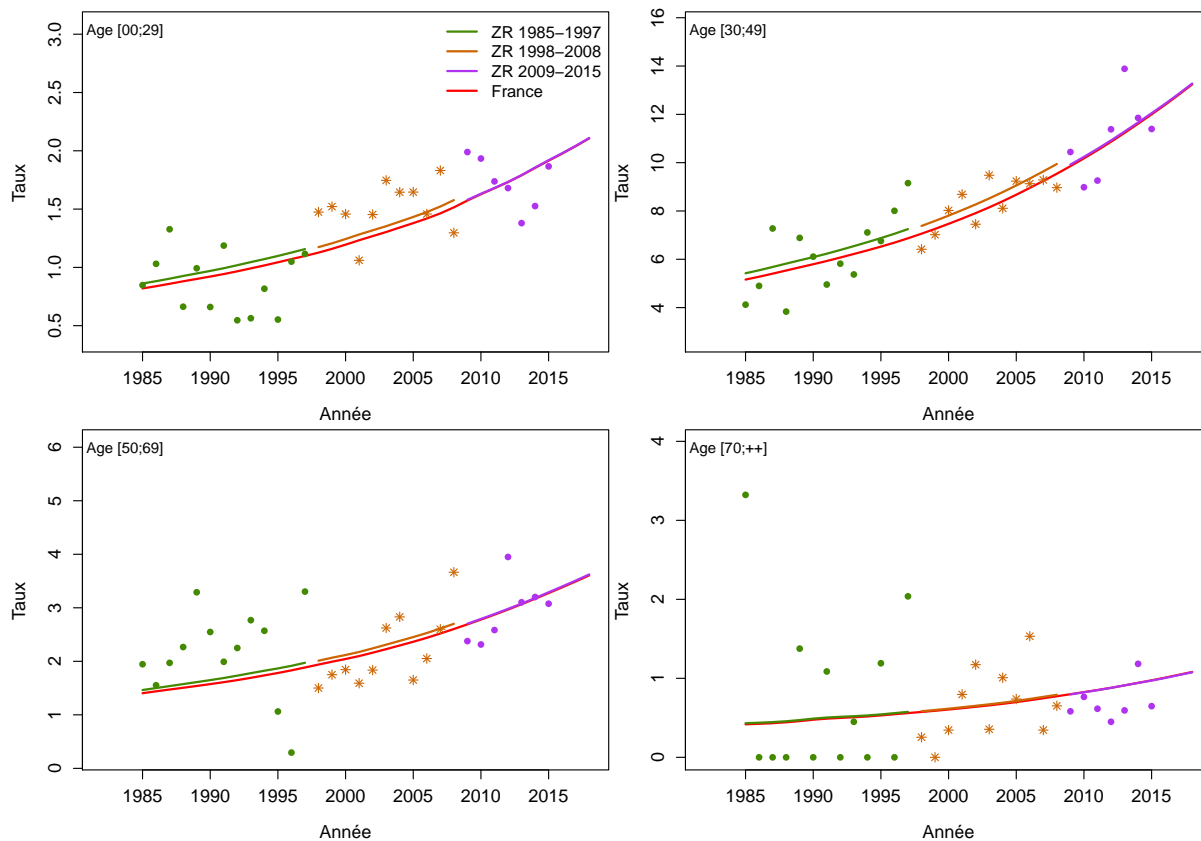 Age [00;29]
ZR 1985−1997
ZR 1998−2008
ZR 2009−2015
France
Taux
3.0
2.5
2.0
1.5
1.0
0.5
1985 1990 1995 2000 2005 2010 2015
Année
Age [30;49]
Taux
16
14
12
10
8
6
4
1985 1990 1995 2000 2005 2010 2015
Année
Age [50;69]
Taux
6
5
4
3
2
1
0
1985 1990 1995 2000 2005 2010 2015
Année
Age [70;++]
Taux
4
3
2
1
0
1985 1990 1995 2000 2005 2010 2015
Année